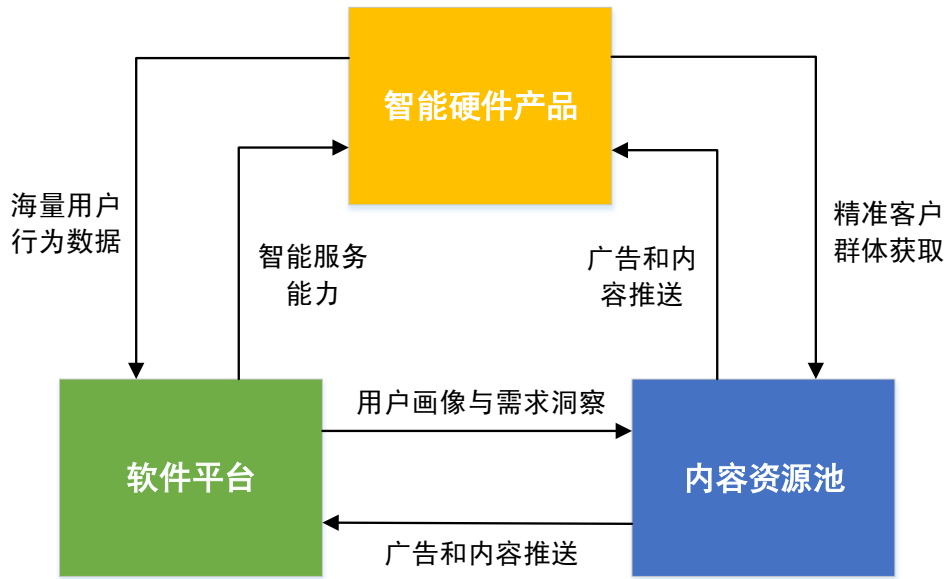 智能硬件产品
海量用户
行为数据
智能服务
能力
广告和内
容推送
精准客户
群体获取
用户画像与需求洞察
软件平台
内容资源池
广告和内容推送